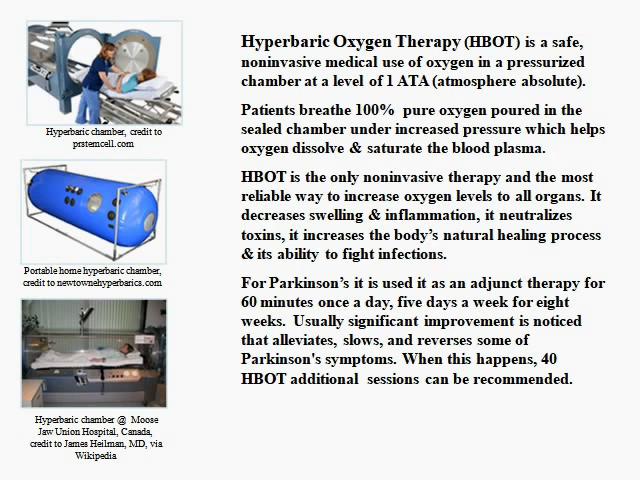 Hyperbaric chamber, credit to
prstemcell.com
Portable home hyperbaric chamber,
credit to newtownehyperbarics.com
Hyperbaric chamber @ Moose
Jaw Union Hospital, Canada,
credit to James Heilman, MD, via
Wikipedia
Hyperbaric Oxygen Therapy (HBOT) is a safe,
noninvasive medical use of oxygen in a pressurized
chamber at a level of 1 ATA (atmosphere absolute).
Patients breathe 100% pure oxygen poured in the
sealed chamber under increased pressure which helps
oxygen dissolve & saturate the blood plasma.
HBOT is the only noninvasive therapy and the most
reliable way to increase oxygen levels to all organs. It
decreases swelling & inflammation, it neutralizes
toxins, it increases the body’s natural healing process
& its ability to fight infections.
For Parkinson’s it is used it as an adjunct therapy for
60 minutes once a day, five days a week for eight
weeks. Usually significant improvement is noticed
that alleviates, slows, and reverses some of
Parkinson's symptoms. When this happens, 40
HBOT additional sessions can be recommended.